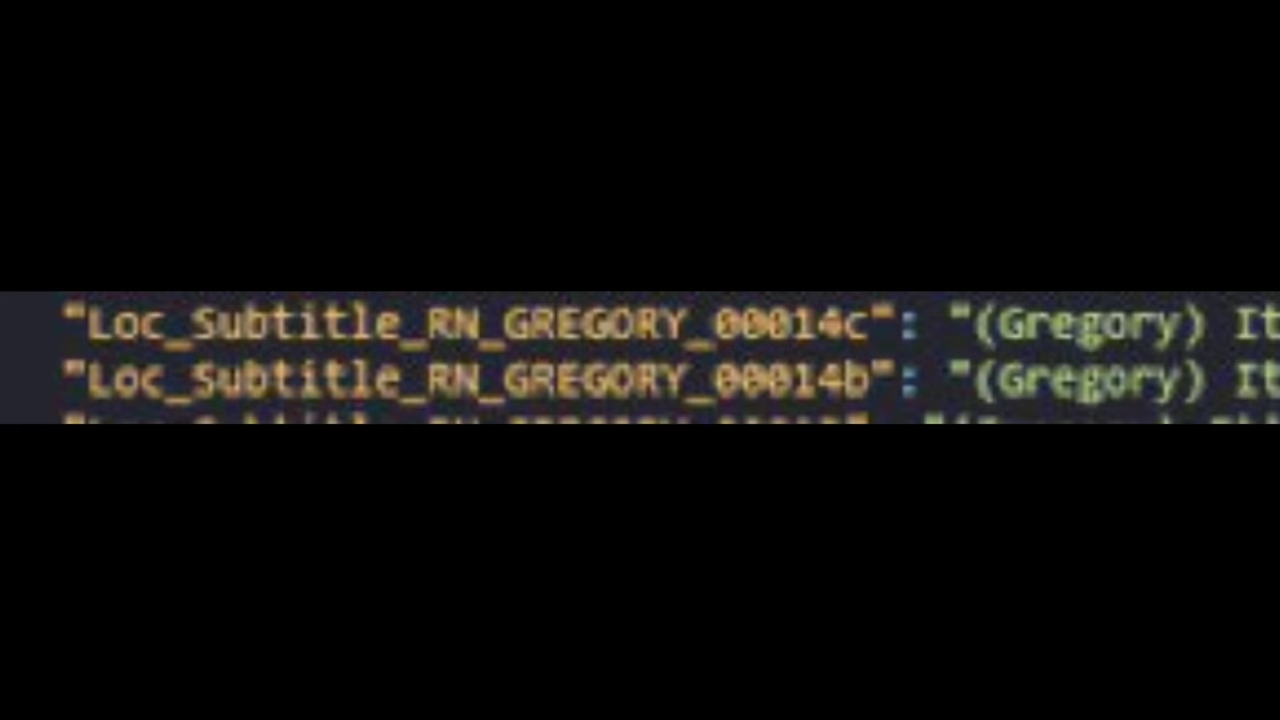 "Loc_Subtitle_RN_GREGORY_00014c": "(Gregory) It
"Loc_Subtitle_RN_GREGORY_00014b": "(Gregory) It